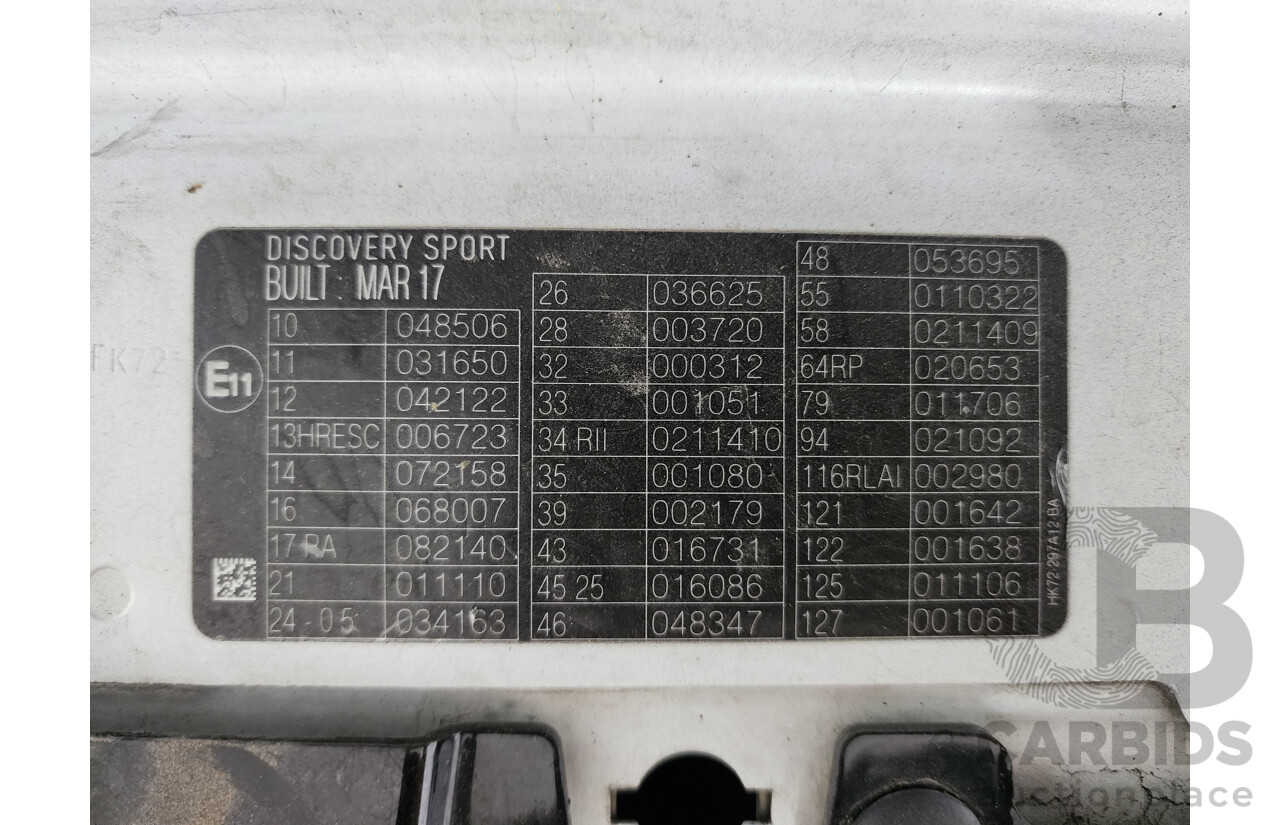 DISCOVERY SPORT
BUILT : MAR 17
E11
10 048506
11 031650
12 042122
13HRESC 006723
14 072158
16 068007
17 RA 082140
21 011110
24 - 0 5 034163
26 036625
28 003720
32 000312
33 001051
34 RII 0211410
35 001080
39 002179
43 016731
45 25 016086
46 048347
48 053695
55 0110322
58 0211409
64RP 020653
79 011706
94 021092
116RLAI 002980
121 001642
122 001638
125 011106
127 001061
HK72-297A12-BA
CARBIDS
auctionplace